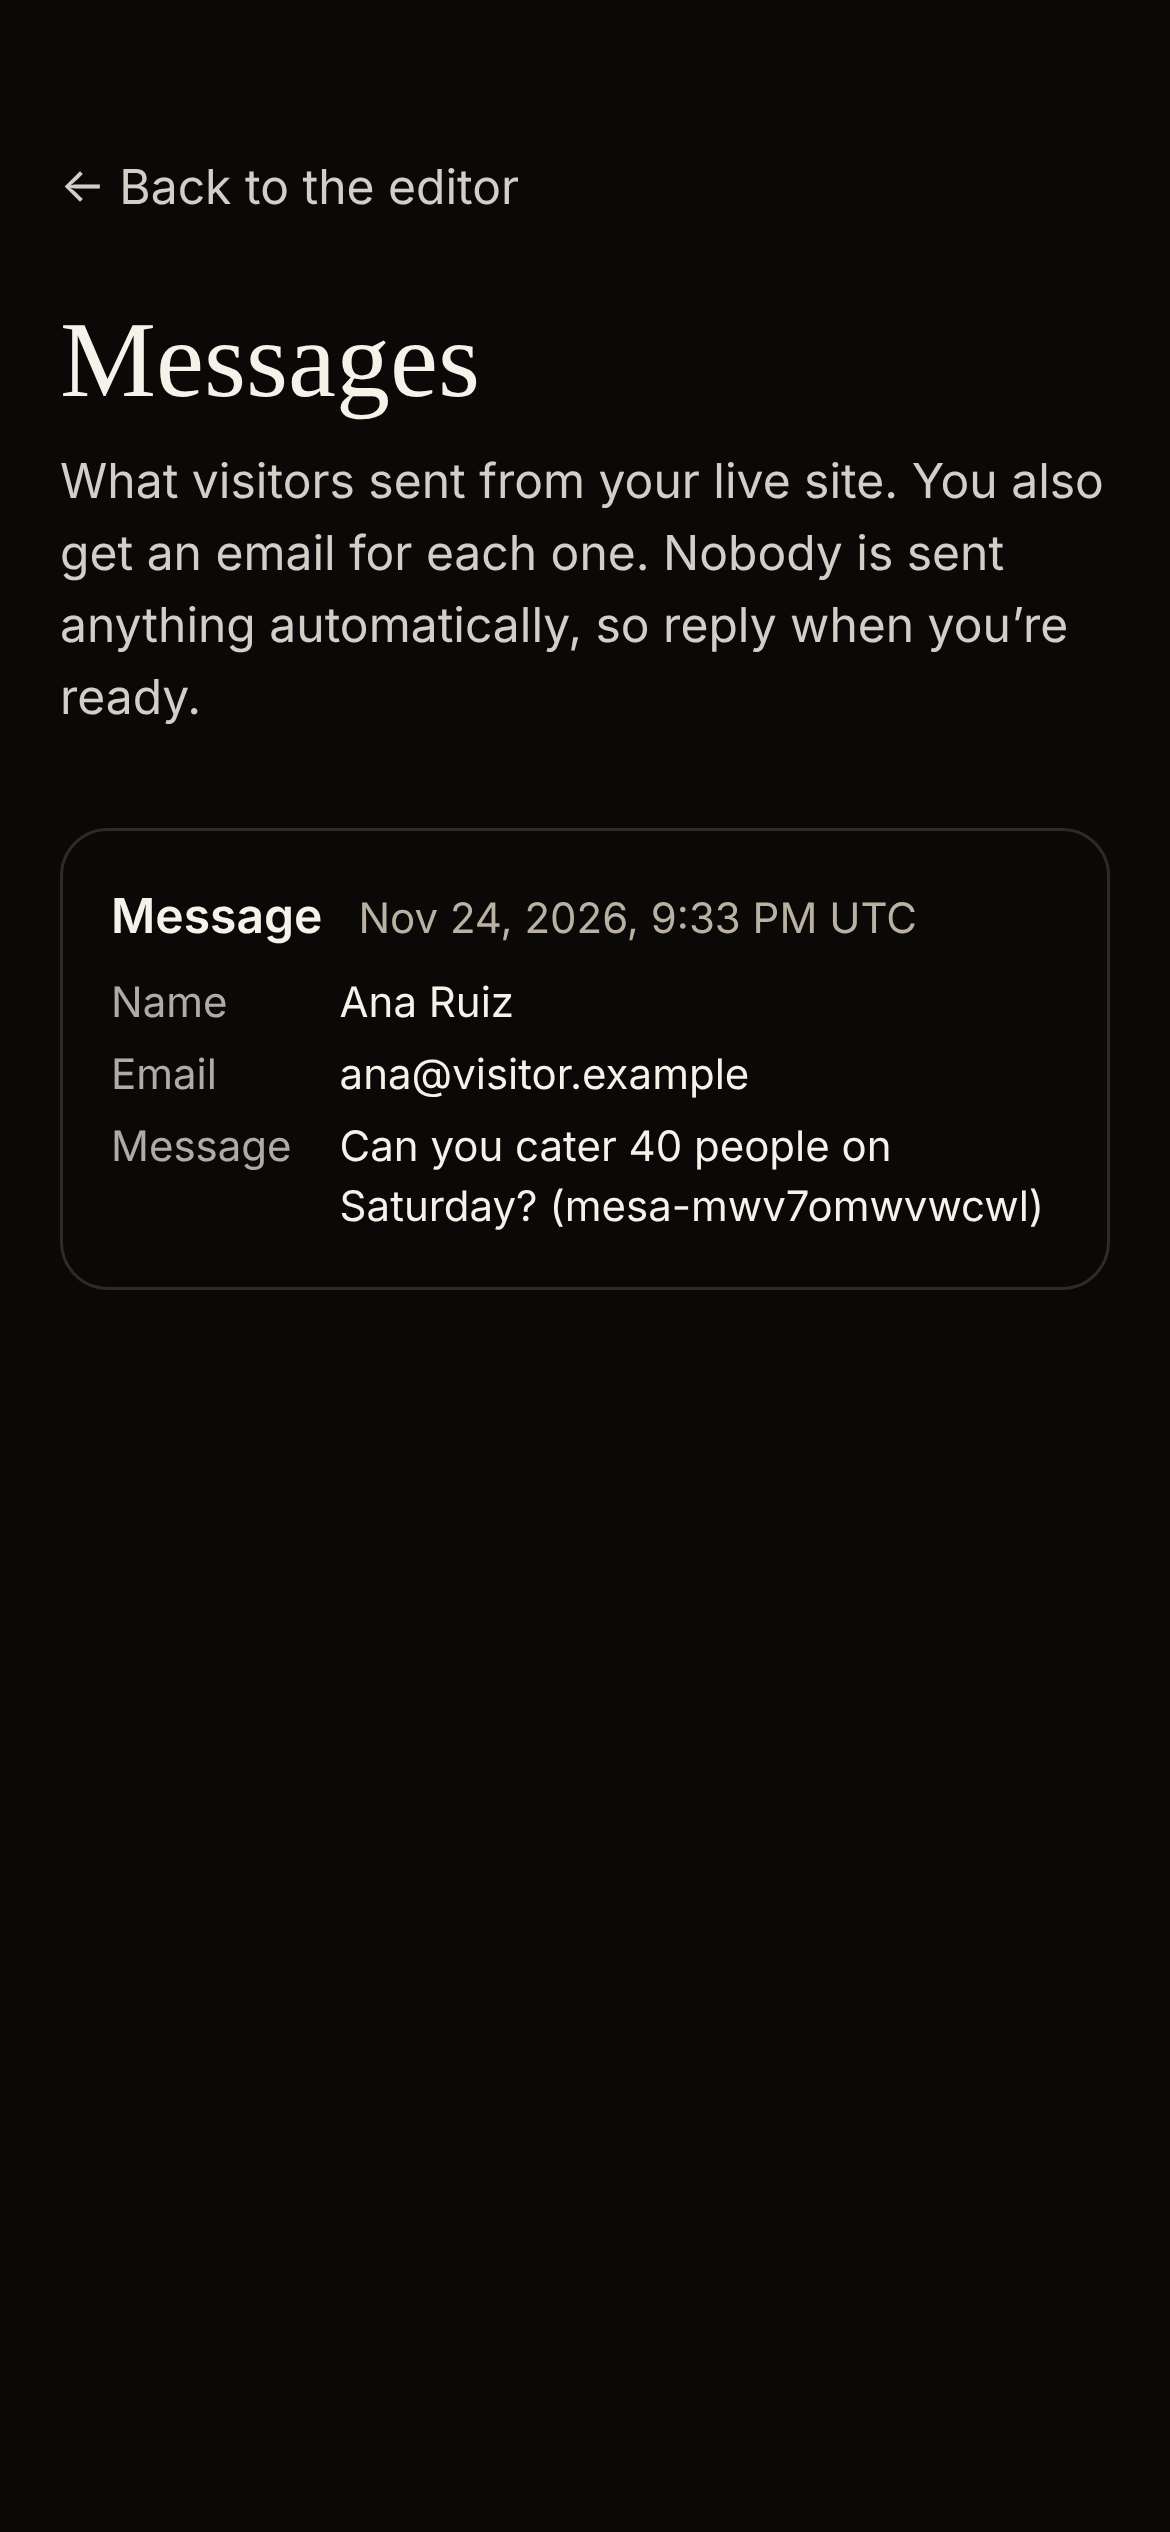 ← Back to the editor
Messages
What visitors sent from your live site. You also
get an email for each one. Nobody is sent
anything automatically, so reply when you’re
ready.
Message Nov 24, 2026, 9:33 PM UTC
Name Ana Ruiz
Email ana@visitor.example
Message Can you cater 40 people on
Saturday? (mesa-mwv7omwvwcwl)